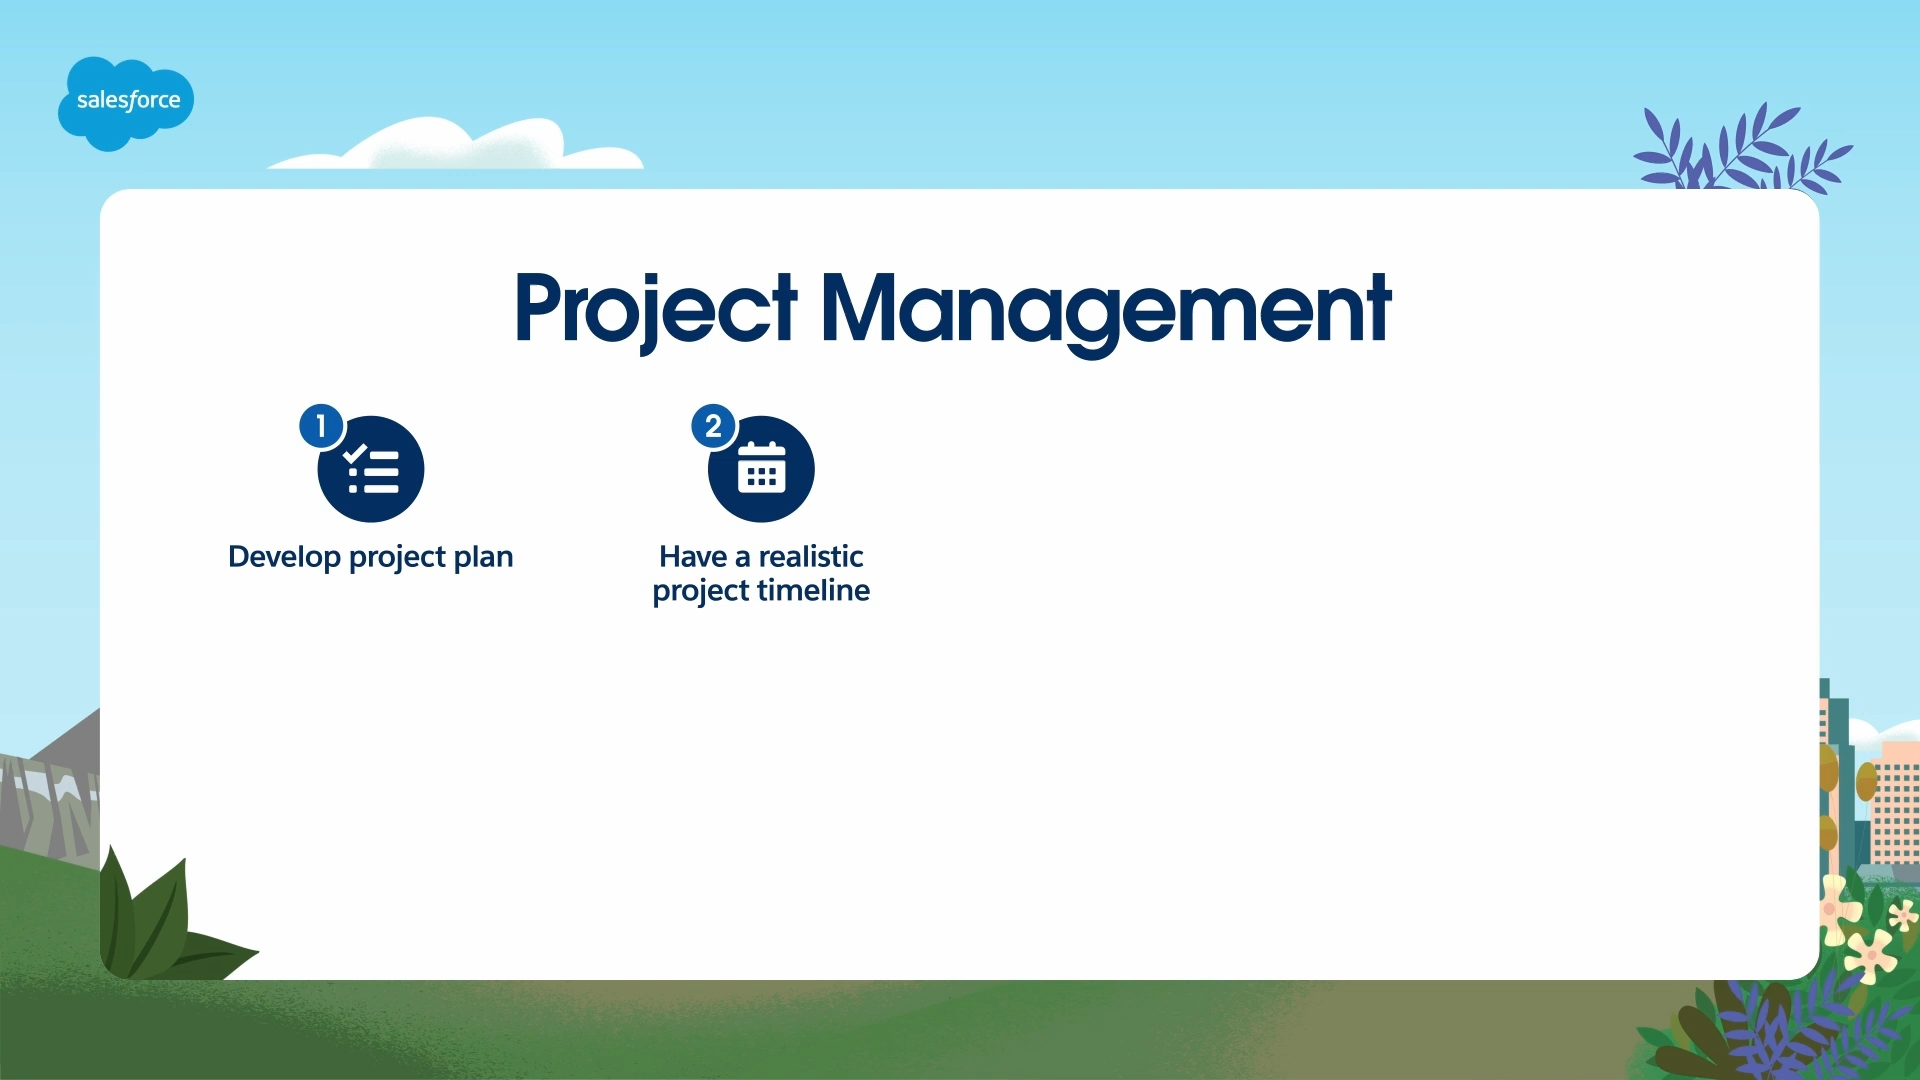 salesforce
Project Management
1
Develop project plan
2
Have a realistic
project timeline